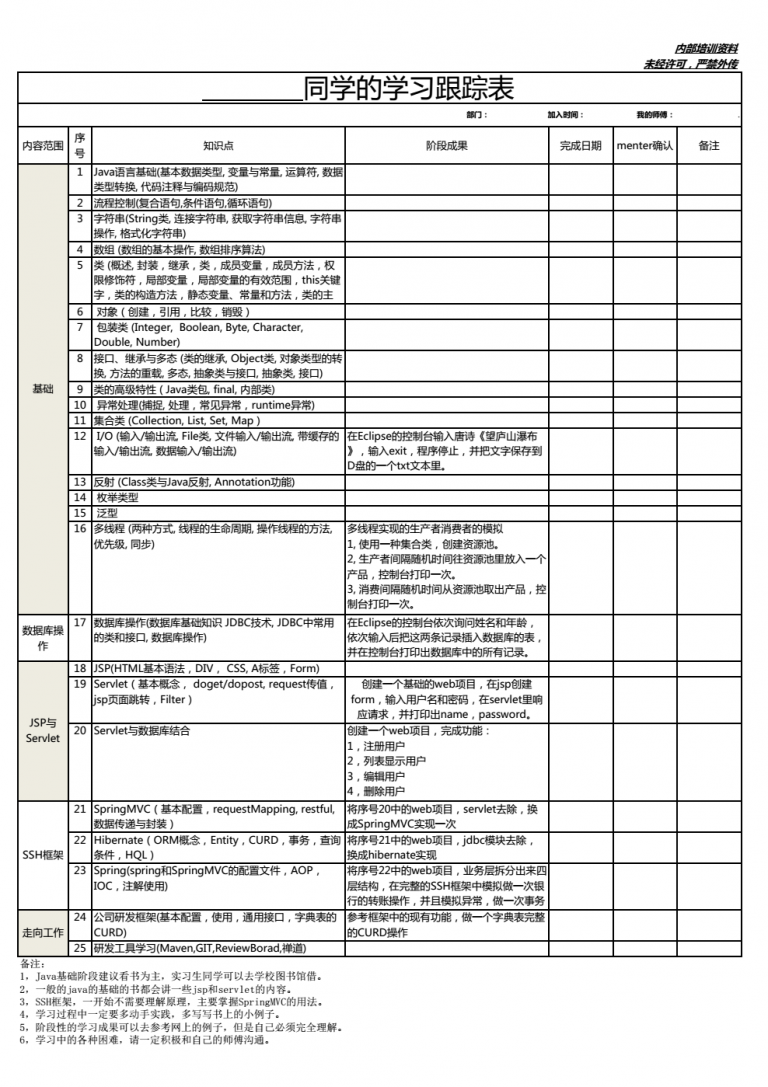 内部培训资料
未经许可，严禁外传
________同学的学习跟踪表
部门： 加入时间： 我的师傅：
内容范围 序号 知识点 阶段成果 完成日期 menter确认 备注
基础
1 Java语言基础(基本数据类型, 变量与常量, 运算符, 数据
类型转换, 代码注释与编码规范)
2 流程控制(复合语句,条件语句,循环语句)
3 字符串(String类, 连接字符串, 获取字符串信息, 字符串
操作, 格式化字符串)
4 数组 (数组的基本操作, 数组排序算法)
5 类 (概述, 封装，继承，类，成员变量，成员方法，权
限修饰符，局部变量，局部变量的有效范围，this关键
字，类的构造方法，静态变量、常量和方法，类的主
6 对象（创建，引用，比较，销毁）
7 包装类 (Integer, Boolean, Byte, Character,
Double, Number)
8 接口、继承与多态 (类的继承, Object类, 对象类型的转
换, 方法的重载, 多态, 抽象类与接口, 抽象类, 接口)
9 类的高级特性 ( Java类包, final, 内部类)
10 异常处理(捕捉, 处理，常见异常，runtime异常)
11 集合类 (Collection, List, Set, Map )
12 I/O (输入/输出流, File类, 文件输入/输出流, 带缓存的
输入/输出流, 数据输入/输出流)
在Eclipse的控制台输入唐诗《望庐山瀑布
》，输入exit，程序停止，并把文字保存到
D盘的一个txt文本里。
13 反射 (Class类与Java反射, Annotation功能)
14 枚举类型
15 泛型
16 多线程 (两种方式, 线程的生命周期, 操作线程的方法,
优先级, 同步)
多线程实现的生产者消费者的模拟
1, 使用一种集合类，创建资源池。
2, 生产者间隔随机时间往资源池里放入一个
产品，控制台打印一次。
3, 消费间隔随机时间从资源池取出产品，控
制台打印一次。
数据库操
作
17 数据库操作(数据库基础知识 JDBC技术, JDBC中常用
的类和接口, 数据库操作)
在Eclipse的控制台依次询问姓名和年龄，
依次输入后把这两条记录插入数据库的表，
并在控制台打印出数据库中的所有记录。
JSP与
Servlet
18 JSP(HTML基本语法，DIV， CSS, A标签，Form)
19 Servlet（基本概念， doget/dopost, request传值，
jsp页面跳转，Filter）
创建一个基础的web项目，在jsp创建
form，输入用户名和密码，在servlet里响
应请求，并打印出name，password。
20 Servlet与数据库结合
创建一个web项目，完成功能：
1，注册用户
2，列表显示用户
3，编辑用户
4，删除用户
SSH框架
21 SpringMVC（基本配置，requestMapping, restful,
数据传递与封装）
将序号20中的web项目，servlet去除，换
成SpringMVC实现一次
22 Hibernate（ORM概念，Entity，CURD，事务，查询
条件，HQL）
将序号21中的web项目，jdbc模块去除，
换成hibernate实现
23 Spring(spring和SpringMVC的配置文件，AOP，
IOC，注解使用)
将序号22中的web项目，业务层拆分出来四
层结构，在完整的SSH框架中模拟做一次银
行的转账操作，并且模拟异常，做一次事务
走向工作
24 公司研发框架(基本配置，使用，通用接口，字典表的
CURD)
参考框架中的现有功能，做一个字典表完整
的CURD操作
25 研发工具学习(Maven,GIT,ReviewBorad,禅道)
备注：
1，Java基础阶段建议看书为主，实习生同学可以去学校图书馆借。
2，一般的java的基础的书都会讲一些jsp和servlet的内容。
3，SSH框架，一开始不需要理解原理，主要掌握SpringMVC的用法。
4，学习过程中一定要多动手实践，多写写书上的小例子。
5，阶段性的学习成果可以去参考网上的例子，但是自己必须完全理解。
6，学习中的各种困难，请一定积极和自己的师傅沟通。